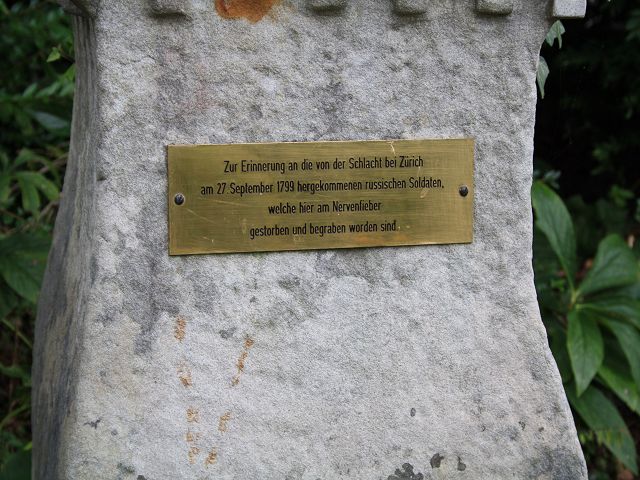 Zur Erinnerung an die von der Schlacht bei Zürich
am 27. September 1799 hergekommenen russischen Soldaten,
welche hier am Nervenfieber
gestorben und begraben worden sind.